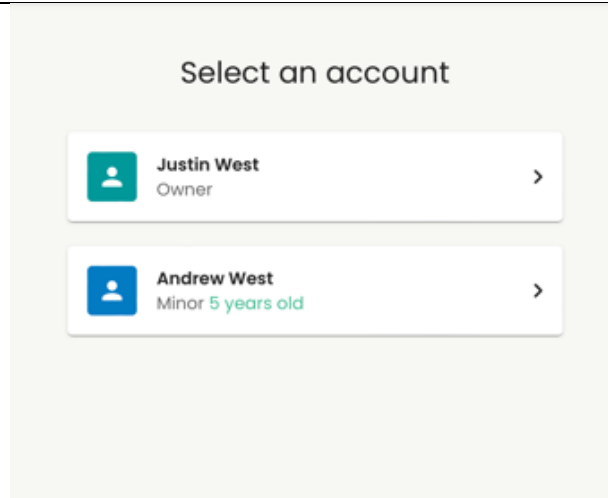 Select an account
Justin West
Owner
Andrew West
Minor 5 years old